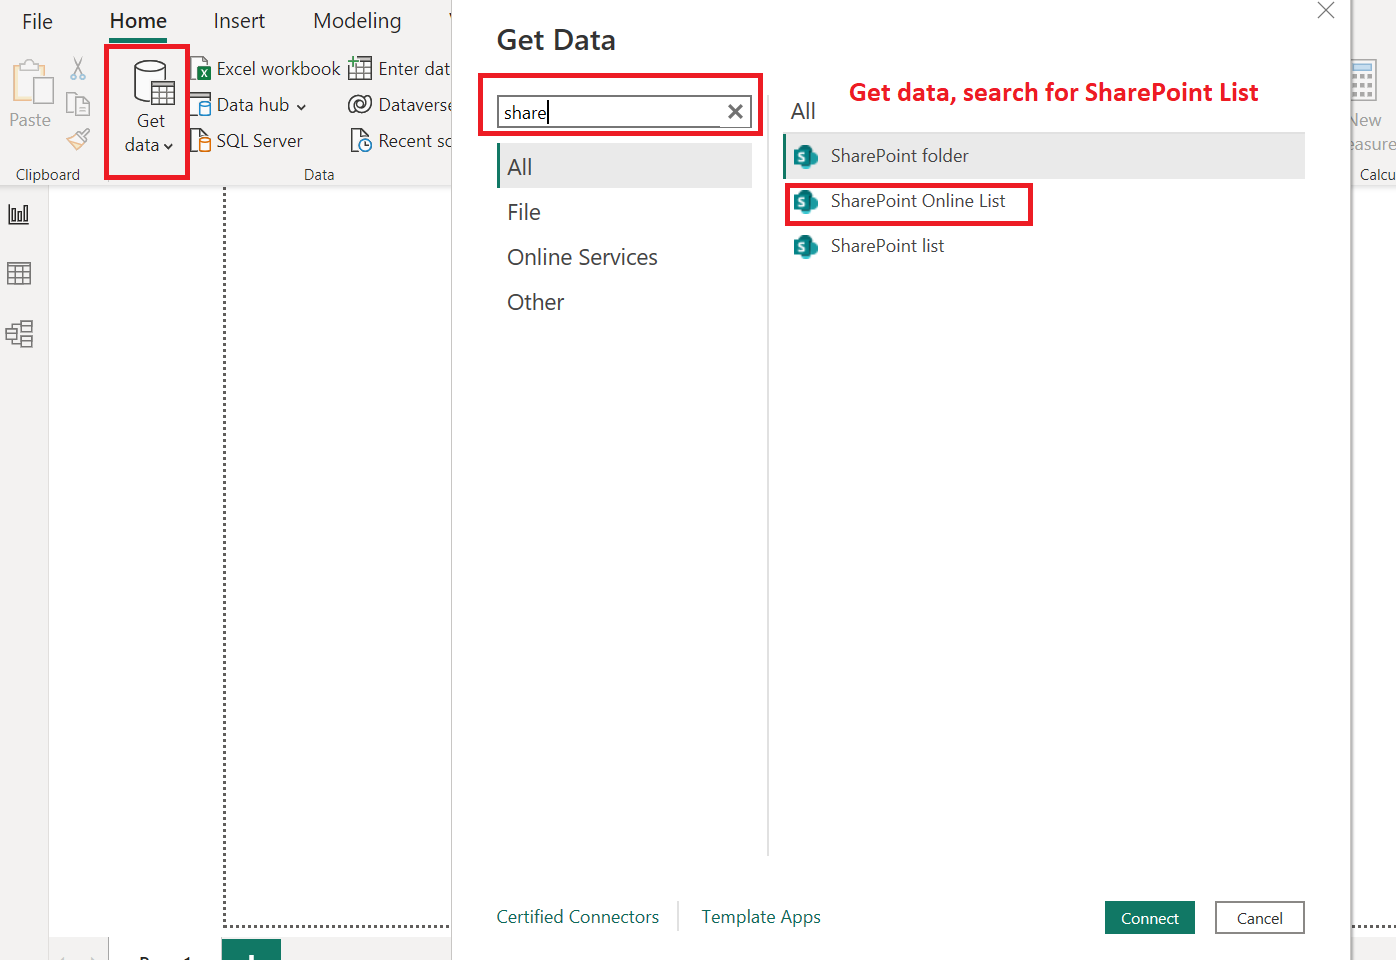 File
Home
Insert
Modeling
Paste
Clipboard
Get
data
Excel workbook
Data hub
SQL Server
Enter dat
Dataverse
Recent sc
Data
Get Data
share
All
File
Online Services
Other
Get data, search for SharePoint List
All
SharePoint folder
SharePoint Online List
SharePoint list
Certified Connectors
Template Apps
Connect
Cancel
New
easure
Calcu